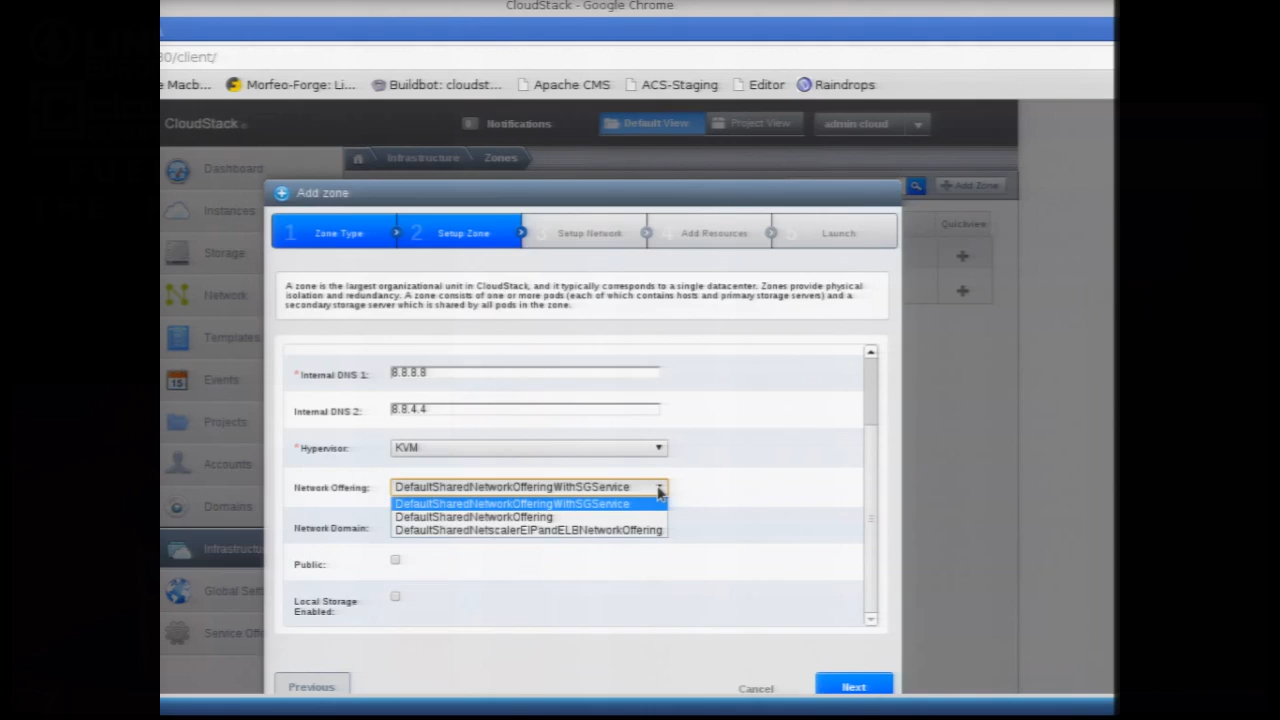 CloudStack - Google Chrome
30/client/
e Macb... Morfeo-Forge: Li... Buildbot: cloudst... Apache CMS ACS-Staging Editor Raindrops
CloudStack Notifications Default View Project View admin cloud
Dashboard Infrastructure Zones
Add zone Add Zone
Instances
1 Zone Type 2 Setup Zone 3 Setup Network 4 Add Resources 5 Launch Quickview
Storage
A zone is the largest organizational unit in CloudStack, and it typically corresponds to a single datacenter. Zones provide physical
isolation and redundancy. A zone consists of one or more pods (each of which contains hosts and primary storage servers) and a
secondary storage server which is shared by all pods in the zone.
Network
Templates
*Internal DNS 1: 8.8.8.8
Events
Internal DNS 2: 8.8.4.4
Projects
*Hypervisor: KVM
Accounts
Network Offering: DefaultSharedNetworkOfferingWithSGService
DefaultSharedNetworkOfferingWithSGService
Domains
DefaultSharedNetworkOffering
Network Domain: DefaultSharedNetscalerEIPandELBNetworkOffering
Infrastructu
Public:
Global Sett
Local Storage
Enabled:
Service Offe
Previous Cancel Next